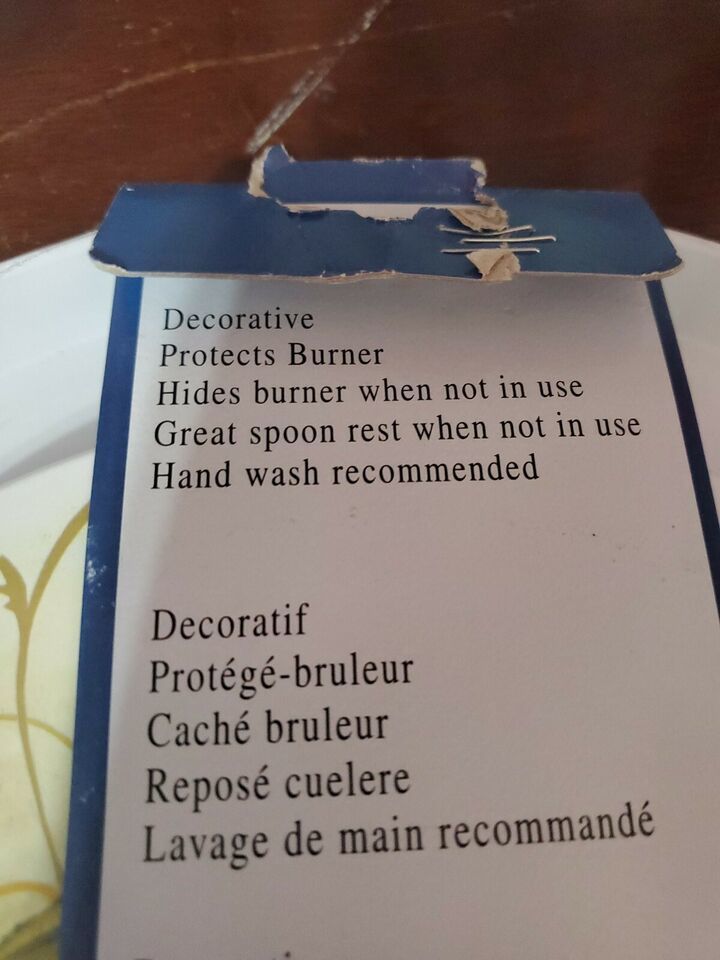 Decorative
Protects Burner
Hides burner when not in use
Great spoon rest when not in use
Hand wash recommended
Decoratif
Protégé-bruleur
Caché bruleur
Reposé cuelere
Lavage de main recommandé